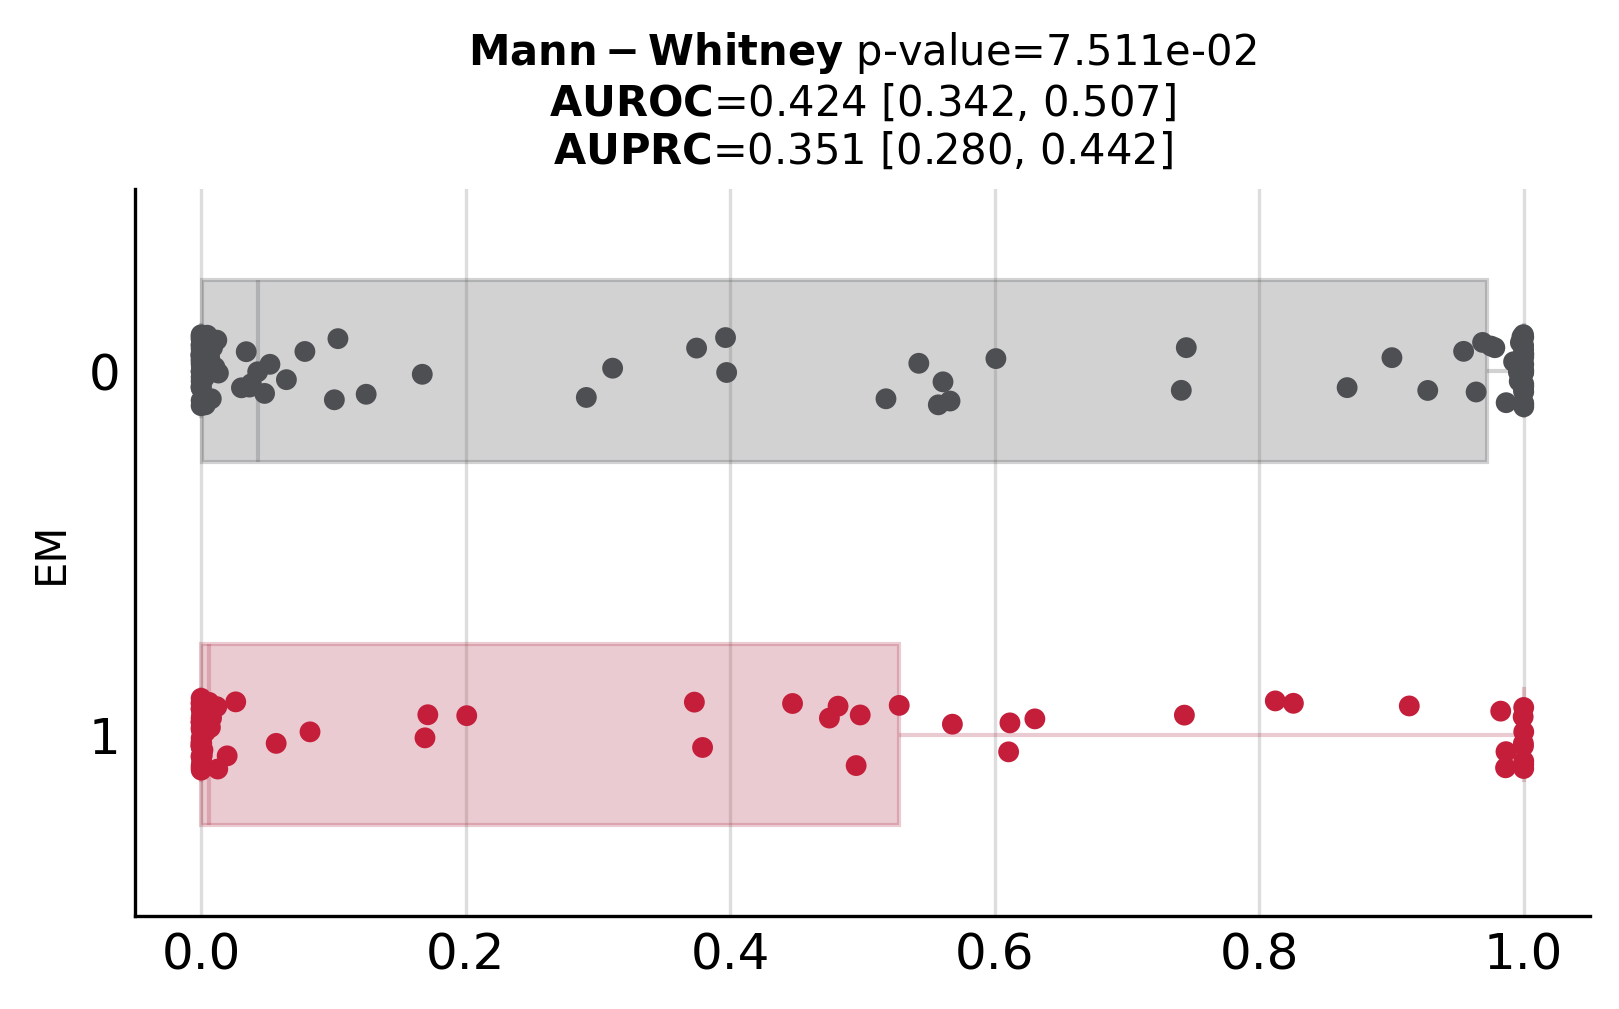 Mann − Whitney p-value=7.511e-02
AUROC=0.424 [0.342, 0.507]
AUPRC=0.351 [0.280, 0.442]
0
EM
1
0.0 0.2 0.4 0.6 0.8 1.0